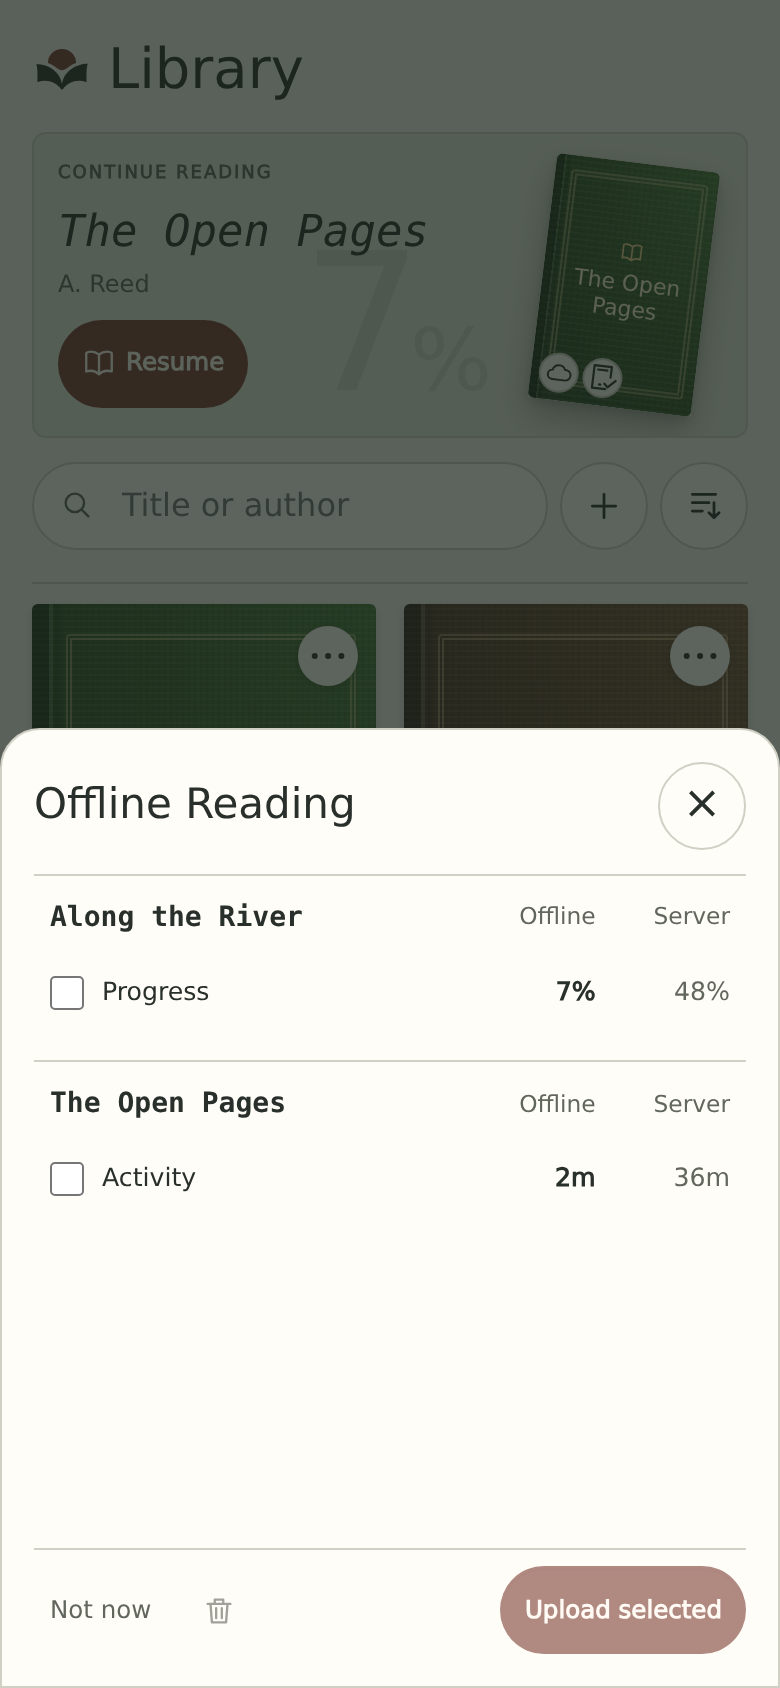 Library
CONTINUE READING
The Open Pages
A. Reed
7%
Resume
The Open
Pages
Title or author
Offline Reading
Along the River Offline Server
Progress 7% 48%
The Open Pages Offline Server
Activity 2m 36m
Not now Upload selected